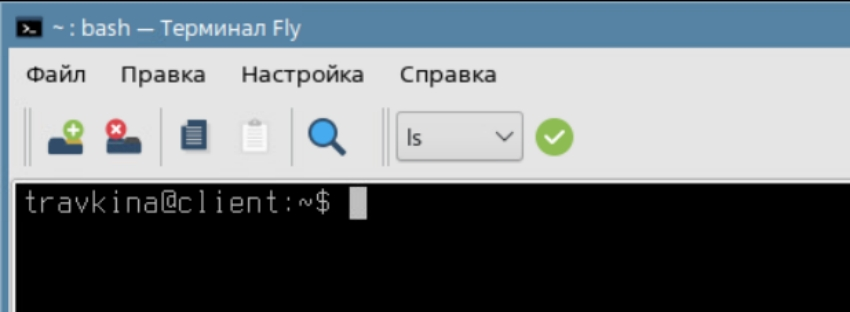 ~ : bash — Терминал Fly
Файл Правка Настройка Справка
ls
travkina@client:~$